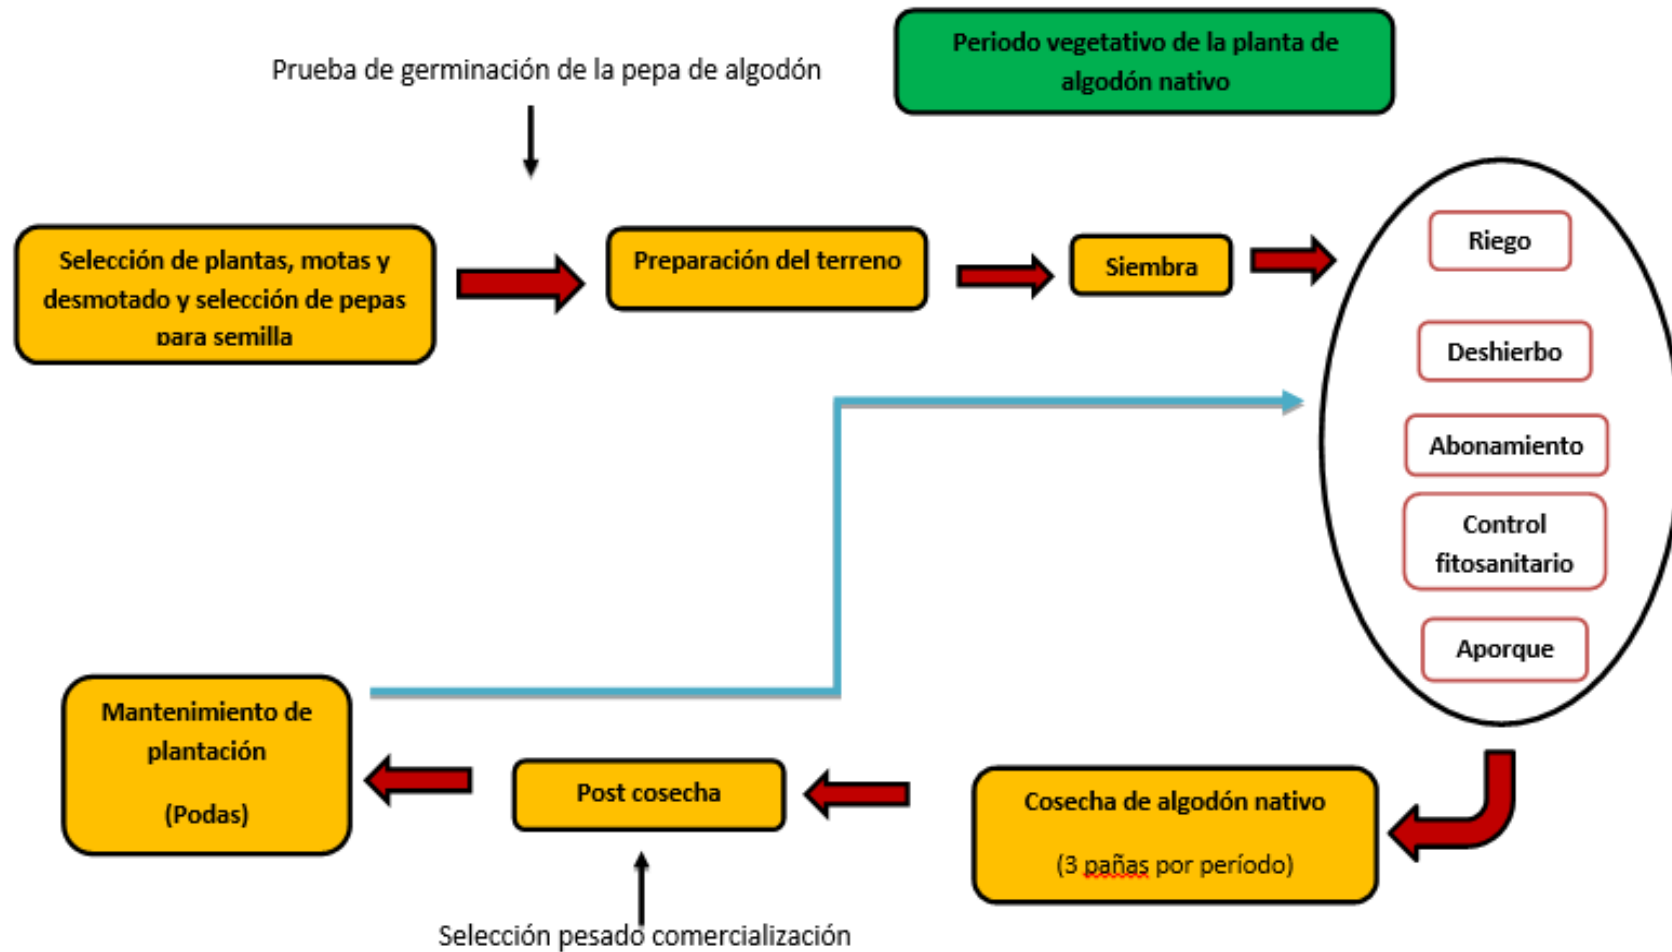 Periodo vegetativo de la planta de
algodón nativo
Prueba de germinación de la pepa de algodón
Selección de plantas, motas y
desmotado y selección de pepas
para semilla
Preparación del terreno
Siembra
Riego
Deshierbo
Abonamiento
Control
fitosanitario
Aporque
Cosecha de algodón nativo
(3 pañas por período)
Post cosecha
Selección pesado comercialización
Mantenimiento de
plantación
(Podas)